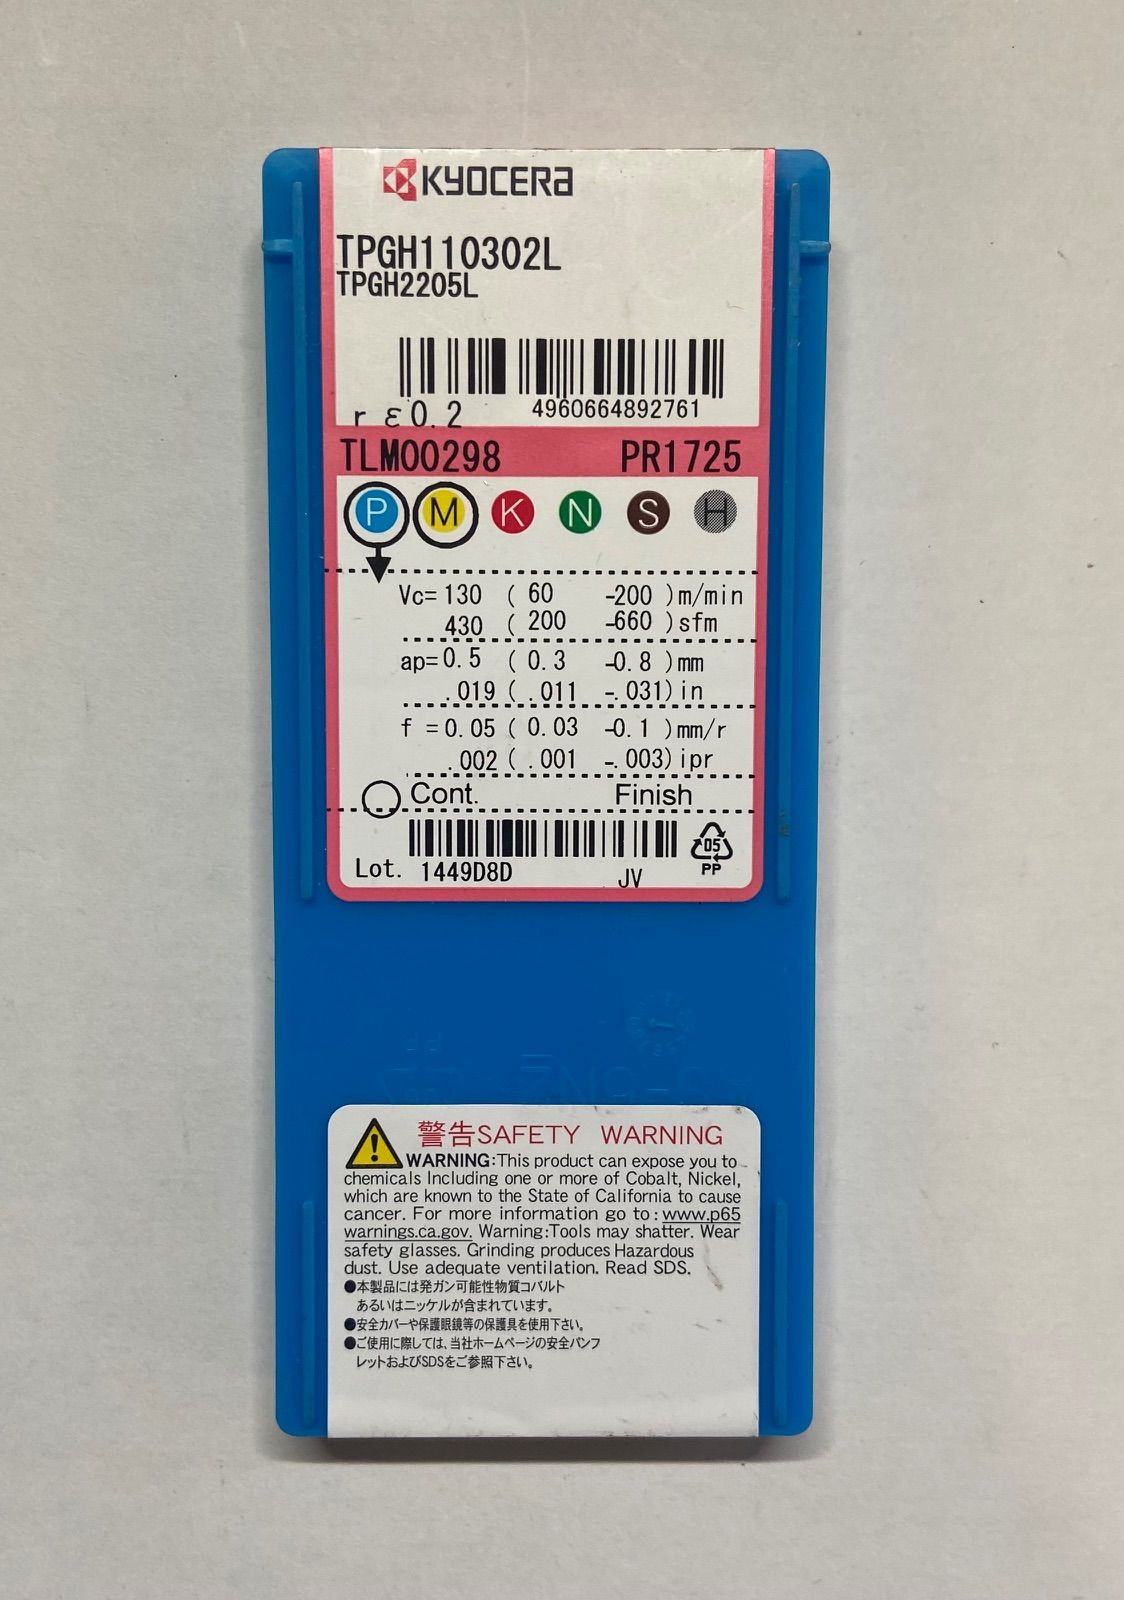 KYOCERA
TPGH110302L
TPGH2205L
4960664892761
rε0.2
TLM00298 PR1725
P M K N S H
Vc= 130 ( 60 -200 )m/min
430 ( 200 -660 )sfm
ap= 0.5 ( 0.3 -0.8 )mm
.019 ( .011 -.031)in
f = 0.05 ( 0.03 -0.1 )mm/r
.002 ( .001 -.003)ipr
Cont. Finish
05
PP
Lot. 1449D8D JV
警告SAFETY WARNING
WARNING:This product can expose you to
chemicals Including one or more of Cobalt, Nickel,
which are known to the State of California to cause
cancer. For more information go to : www.p65
warnings.ca.gov. Warning:Tools may shatter. Wear
safety glasses. Grinding produces Hazardous
dust. Use adequate ventilation. Read SDS.
●本製品には発ガン可能性物質コバルト
あるいはニッケルが含まれています。
●安全カバーや保護眼鏡等の保護具を使用下さい。
●ご使用に際しては、当社ホームページの安全パンフ
レットおよびSDSをご参照下さい。